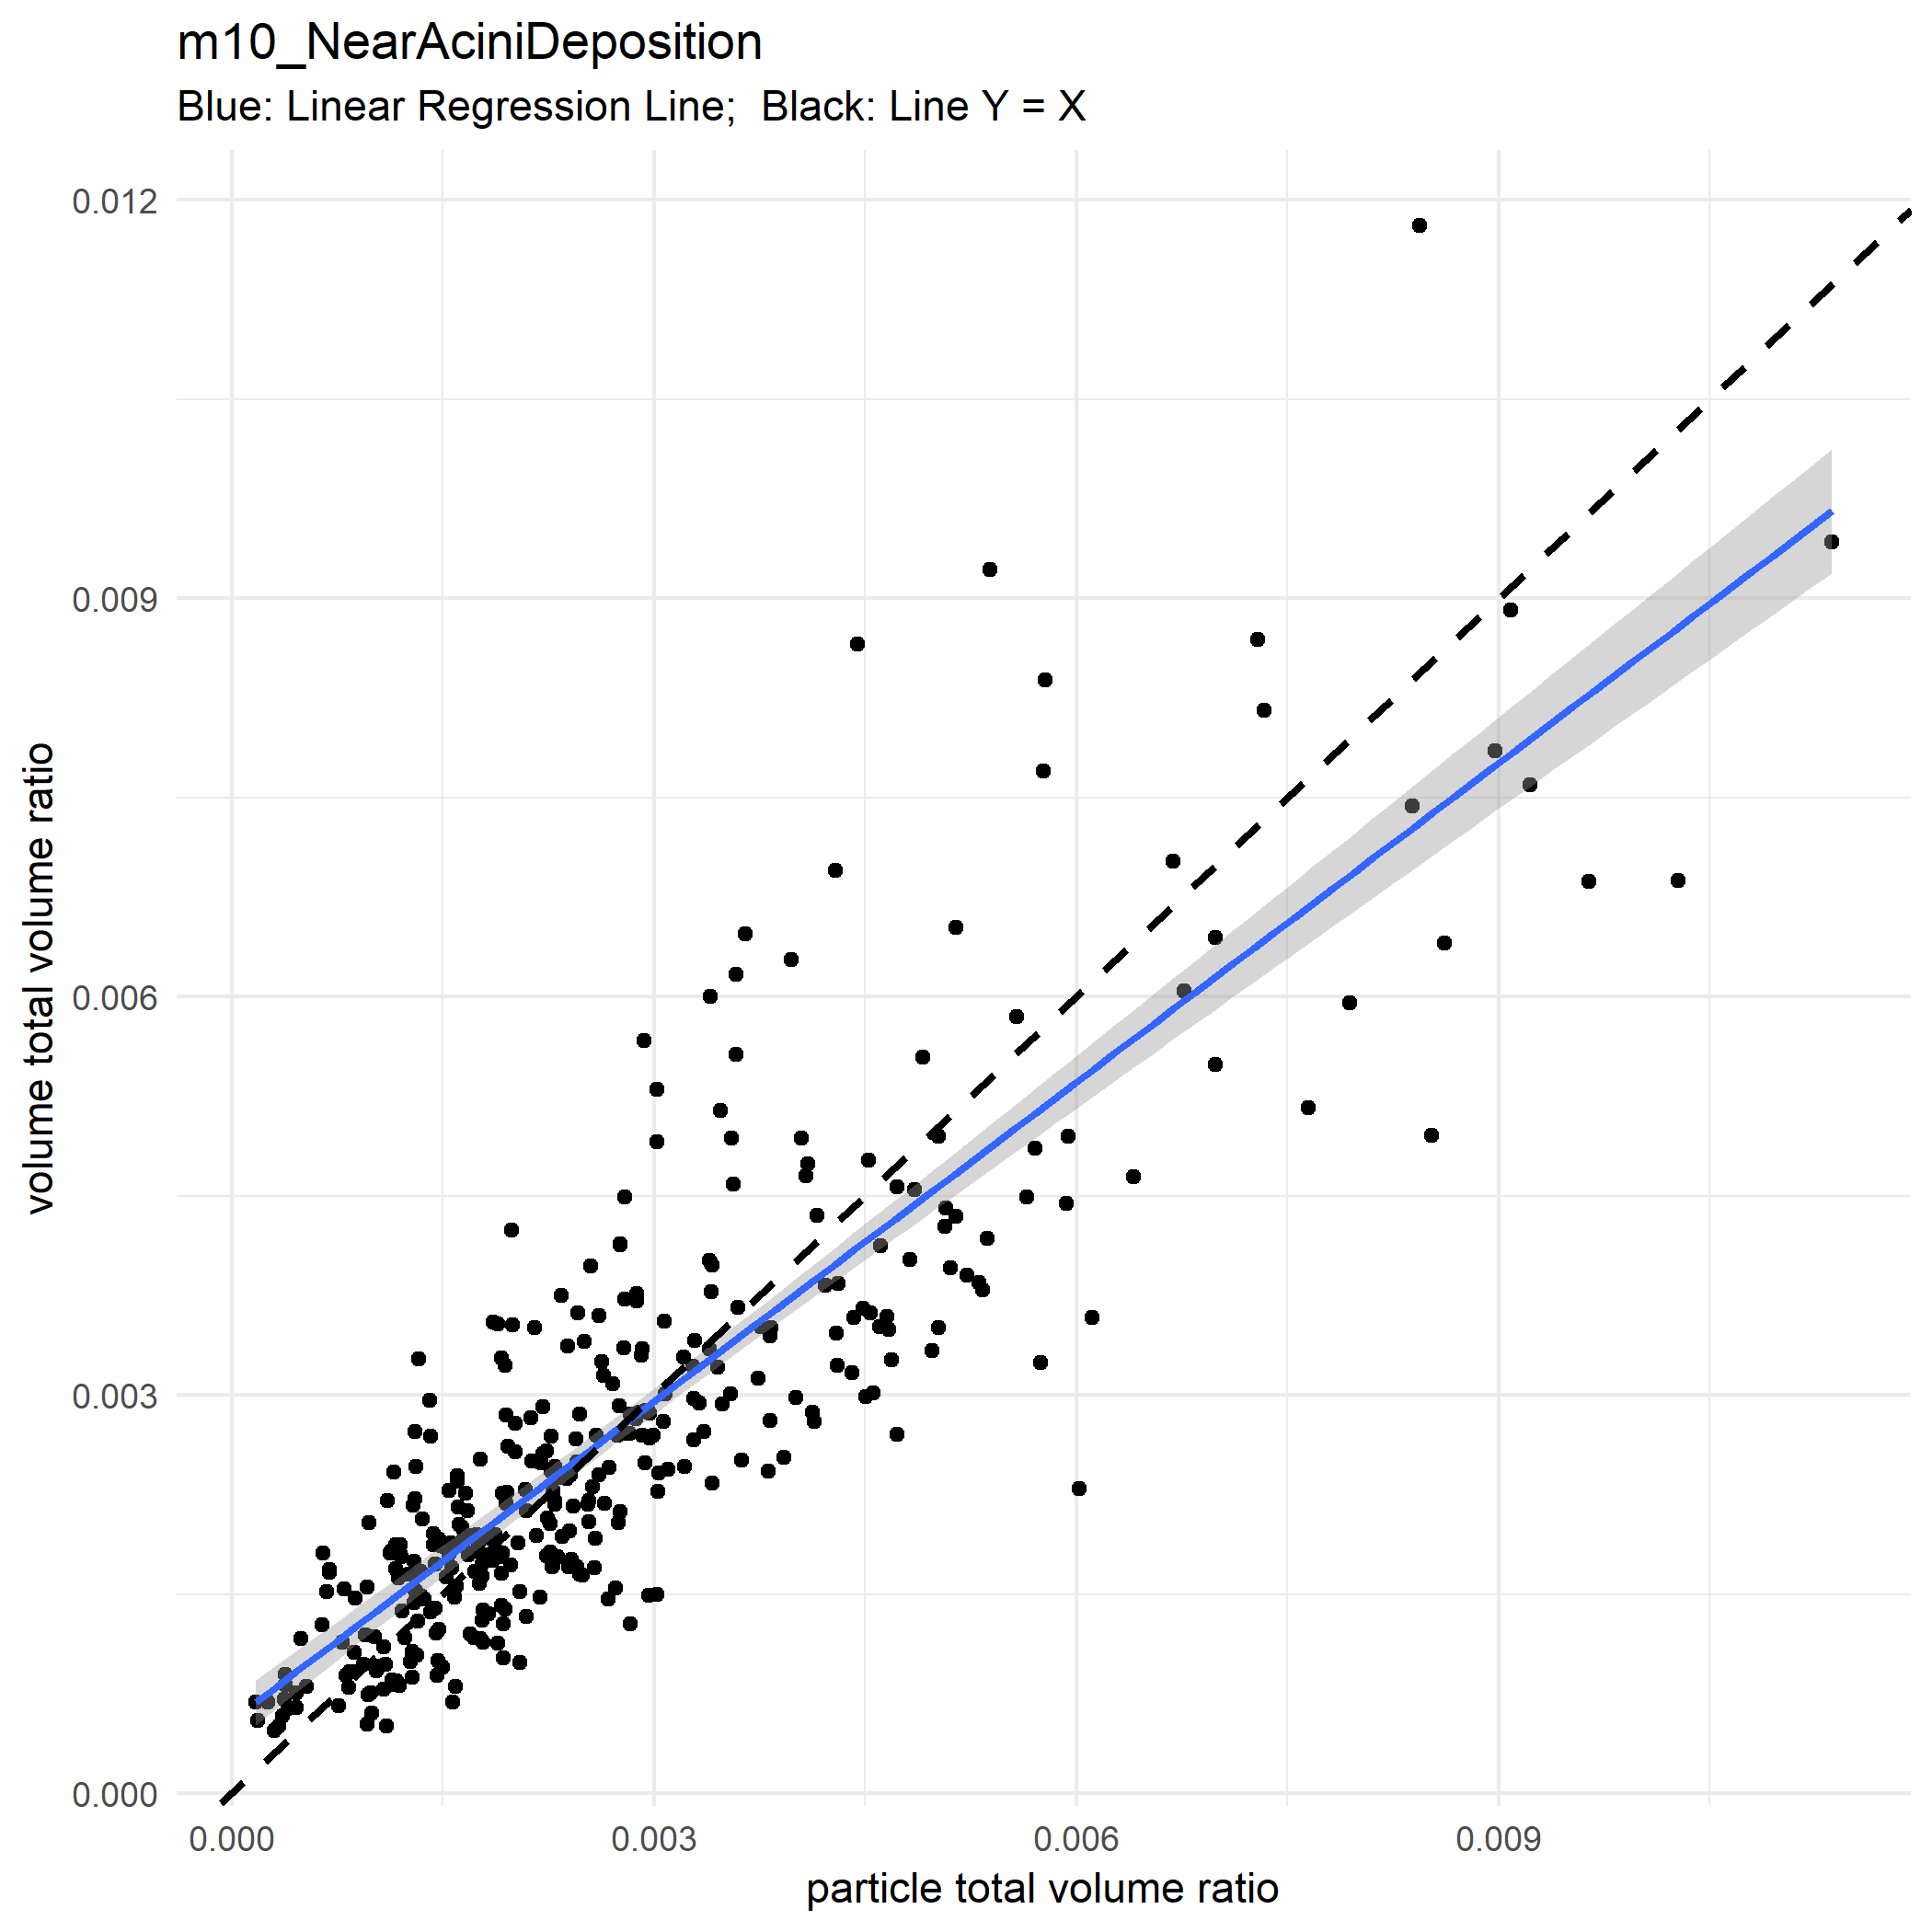 m10_NearAciniDeposition
Blue: Linear Regression Line;  Black: Line Y = X
0.012
0.009
0.006
0.003
0.000
volume total volume ratio
0.000 0.003 0.006 0.009
particle total volume ratio